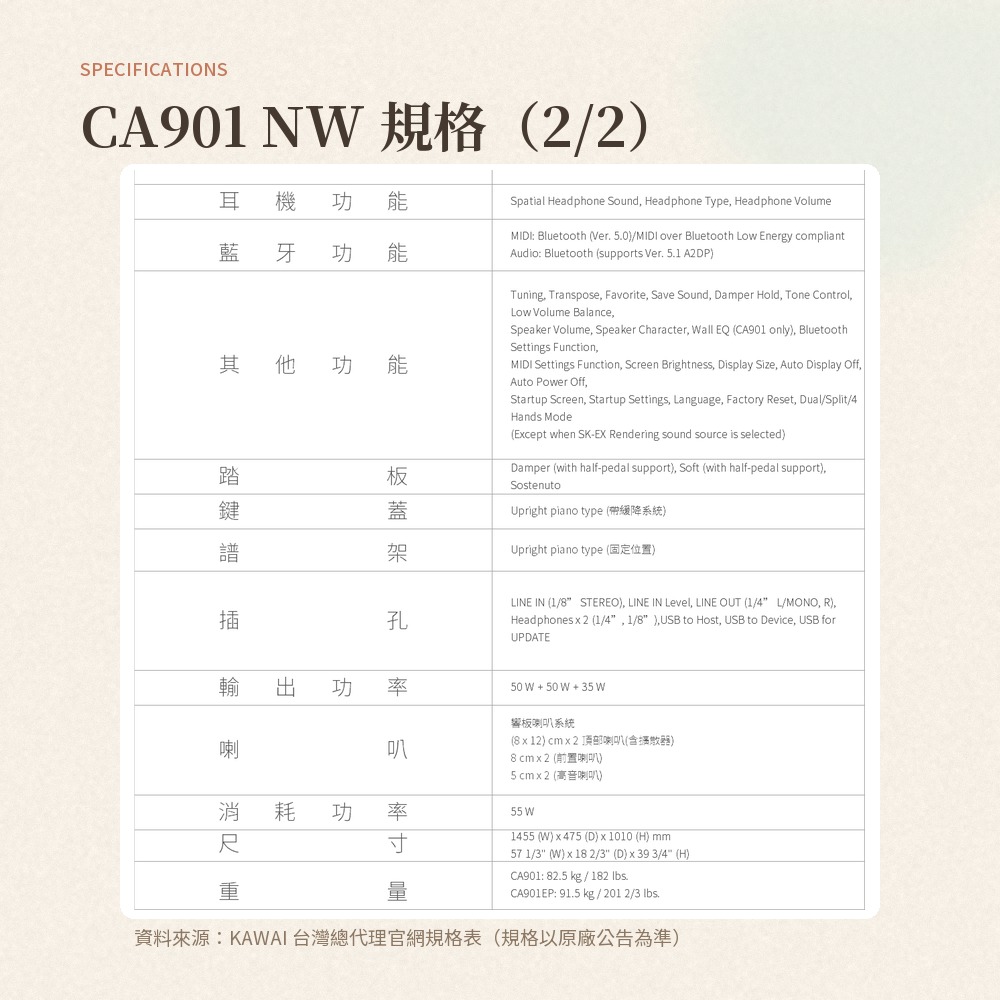 SPECIFICATIONS
CA901 NW 規格（2/2）
耳機功能
Spatial Headphone Sound, Headphone Type, Headphone Volume
藍牙功能
MIDI: Bluetooth (Ver. 5.0)/MIDI over Bluetooth Low Energy compliant
Audio: Bluetooth (supports Ver. 5.1 A2DP)
其他功能
Tuning, Transpose, Favorite, Save Sound, Damper Hold, Tone Control,
Low Volume Balance,
Speaker Volume, Speaker Character, Wall EQ (CA901 only), Bluetooth
Settings Function,
MIDI Settings Function, Screen Brightness, Display Size, Auto Display Off,
Auto Power Off,
Startup Screen, Startup Settings, Language, Factory Reset, Dual/Split/4
Hands Mode
(Except when SK-EX Rendering sound source is selected)
踏板
Damper (with half-pedal support), Soft (with half-pedal support),
Sostenuto
鍵蓋
Upright piano type (帶緩降系統)
譜架
Upright piano type (固定位置)
插孔
LINE IN (1/8” STEREO), LINE IN Level, LINE OUT (1/4” L/MONO, R),
Headphones x 2 (1/4”, 1/8”),USB to Host, USB to Device, USB for
UPDATE
輸出功率
50 W + 50 W + 35 W
喇叭
響板喇叭系統
(8 x 12) cm x 2 頂部喇叭(含擴散器)
8 cm x 2 (前置喇叭)
5 cm x 2 (高音喇叭)
消耗功率
55 W
尺寸
1455 (W) x 475 (D) x 1010 (H) mm
57 1/3" (W) x 18 2/3" (D) x 39 3/4" (H)
重量
CA901: 82.5 kg / 182 lbs.
CA901EP: 91.5 kg / 201 2/3 lbs.
資料來源：KAWAI 台灣總代理官網規格表（規格以原廠公告為準）